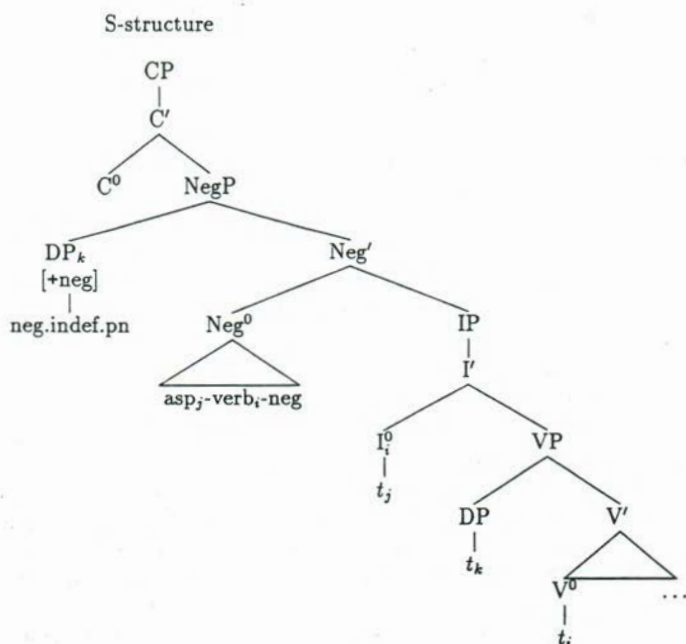 S-structure
CP
C′
C⁰ NegP
DPₖ Neg′
[+neg]
neg.indef.pn Neg⁰ IP
I′
aspⱼ-verbᵢ-neg
I⁰ᵢ VP
tⱼ
DP V′
tₖ
V⁰ ...
tᵢ